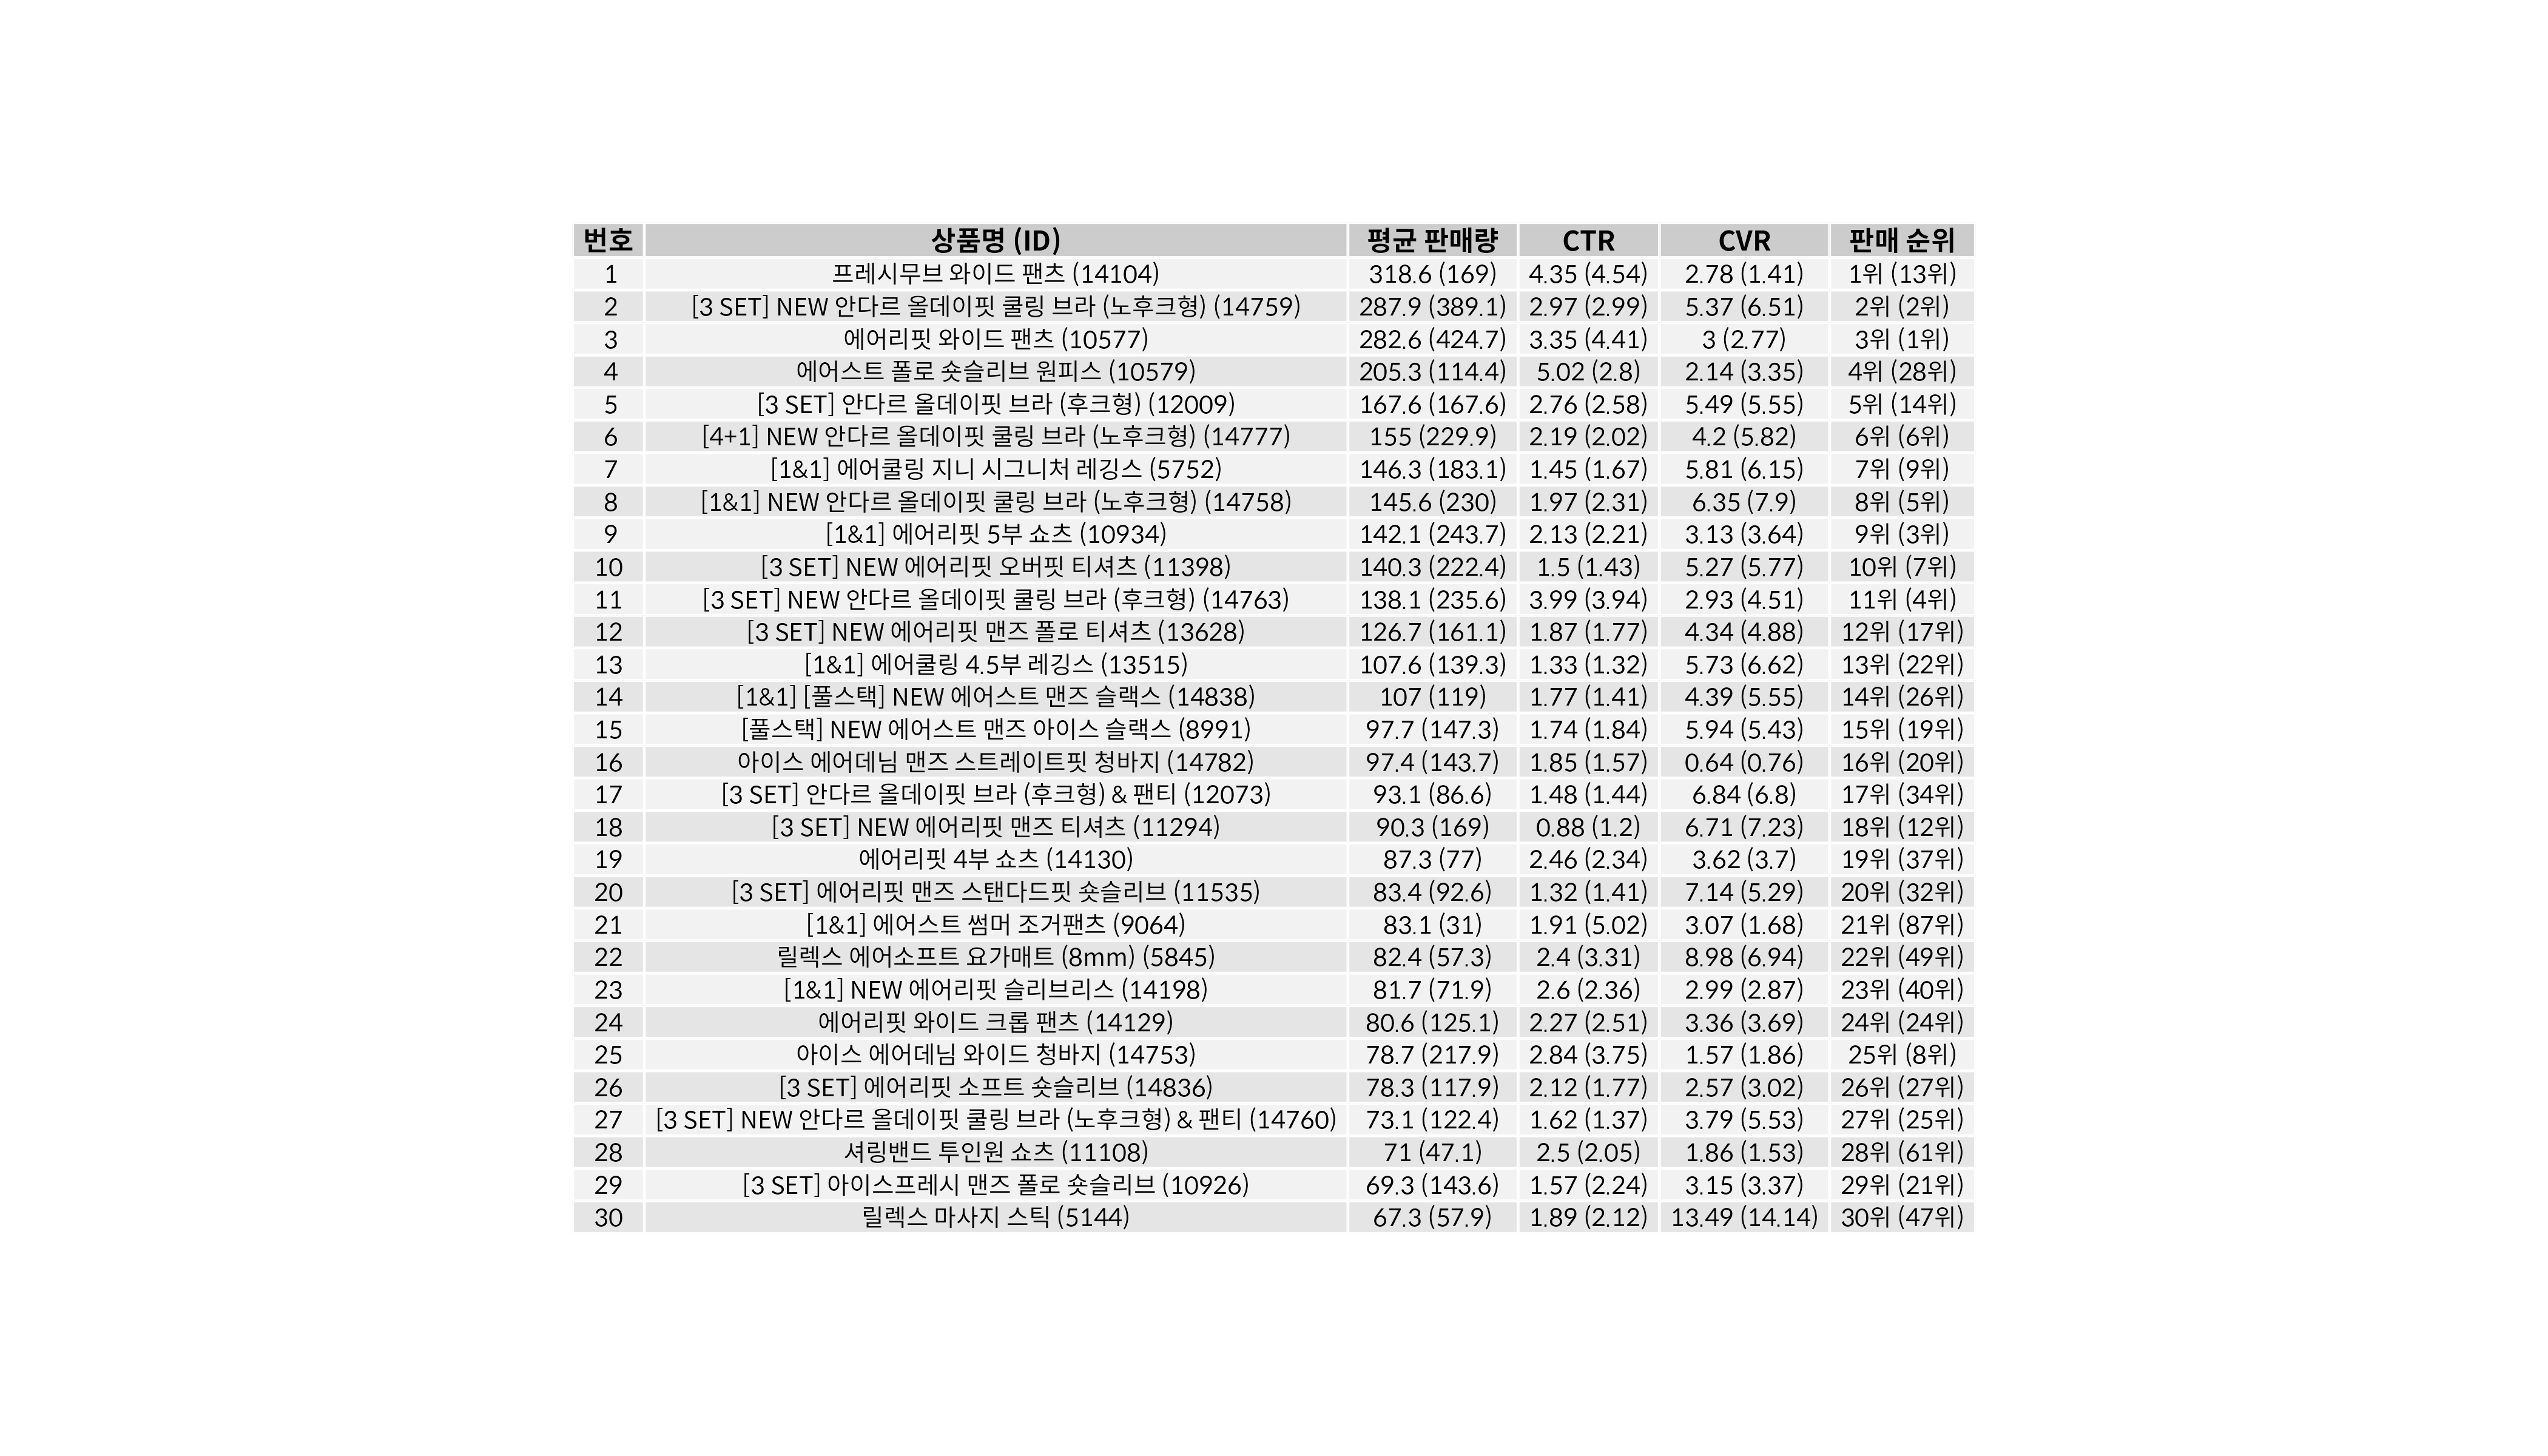 번호 상품명 (ID) 평균 판매량 CTR CVR 판매 순위
1 프레시무브 와이드 팬츠 (14104) 318.6 (169) 4.35 (4.54) 2.78 (1.41) 1위 (13위)
2 [3 SET] NEW 안다르 올데이핏 쿨링 브라 (노후크형) (14759) 287.9 (389.1) 2.97 (2.99) 5.37 (6.51) 2위 (2위)
3 에어리핏 와이드 팬츠 (10577) 282.6 (424.7) 3.35 (4.41) 3 (2.77) 3위 (1위)
4 에어스트 폴로 숏슬리브 원피스 (10579) 205.3 (114.4) 5.02 (2.8) 2.14 (3.35) 4위 (28위)
5 [3 SET] 안다르 올데이핏 브라 (후크형) (12009) 167.6 (167.6) 2.76 (2.58) 5.49 (5.55) 5위 (14위)
6 [4+1] NEW 안다르 올데이핏 쿨링 브라 (노후크형) (14777) 155 (229.9) 2.19 (2.02) 4.2 (5.82) 6위 (6위)
7 [1&1] 에어쿨링 지니 시그니처 레깅스 (5752) 146.3 (183.1) 1.45 (1.67) 5.81 (6.15) 7위 (9위)
8 [1&1] NEW 안다르 올데이핏 쿨링 브라 (노후크형) (14758) 145.6 (230) 1.97 (2.31) 6.35 (7.9) 8위 (5위)
9 [1&1] 에어리핏 5부 쇼츠 (10934) 142.1 (243.7) 2.13 (2.21) 3.13 (3.64) 9위 (3위)
10 [3 SET] NEW 에어리핏 오버핏 티셔츠 (11398) 140.3 (222.4) 1.5 (1.43) 5.27 (5.77) 10위 (7위)
11 [3 SET] NEW 안다르 올데이핏 쿨링 브라 (후크형) (14763) 138.1 (235.6) 3.99 (3.94) 2.93 (4.51) 11위 (4위)
12 [3 SET] NEW 에어리핏 맨즈 폴로 티셔츠 (13628) 126.7 (161.1) 1.87 (1.77) 4.34 (4.88) 12위 (17위)
13 [1&1] 에어쿨링 4.5부 레깅스 (13515) 107.6 (139.3) 1.33 (1.32) 5.73 (6.62) 13위 (22위)
14 [1&1] [풀스택] NEW 에어스트 맨즈 슬랙스 (14838) 107 (119) 1.77 (1.41) 4.39 (5.55) 14위 (26위)
15 [풀스택] NEW 에어스트 맨즈 아이스 슬랙스 (8991) 97.7 (147.3) 1.74 (1.84) 5.94 (5.43) 15위 (19위)
16 아이스 에어데님 맨즈 스트레이트핏 청바지 (14782) 97.4 (143.7) 1.85 (1.57) 0.64 (0.76) 16위 (20위)
17 [3 SET] 안다르 올데이핏 브라 (후크형) & 팬티 (12073) 93.1 (86.6) 1.48 (1.44) 6.84 (6.8) 17위 (34위)
18 [3 SET] NEW 에어리핏 맨즈 티셔츠 (11294) 90.3 (169) 0.88 (1.2) 6.71 (7.23) 18위 (12위)
19 에어리핏 4부 쇼츠 (14130) 87.3 (77) 2.46 (2.34) 3.62 (3.7) 19위 (37위)
20 [3 SET] 에어리핏 맨즈 스탠다드핏 숏슬리브 (11535) 83.4 (92.6) 1.32 (1.41) 7.14 (5.29) 20위 (32위)
21 [1&1] 에어스트 썸머 조거팬츠 (9064) 83.1 (31) 1.91 (5.02) 3.07 (1.68) 21위 (87위)
22 릴렉스 에어소프트 요가매트 (8mm) (5845) 82.4 (57.3) 2.4 (3.31) 8.98 (6.94) 22위 (49위)
23 [1&1] NEW 에어리핏 슬리브리스 (14198) 81.7 (71.9) 2.6 (2.36) 2.99 (2.87) 23위 (40위)
24 에어리핏 와이드 크롭 팬츠 (14129) 80.6 (125.1) 2.27 (2.51) 3.36 (3.69) 24위 (24위)
25 아이스 에어데님 와이드 청바지 (14753) 78.7 (217.9) 2.84 (3.75) 1.57 (1.86) 25위 (8위)
26 [3 SET] 에어리핏 소프트 숏슬리브 (14836) 78.3 (117.9) 2.12 (1.77) 2.57 (3.02) 26위 (27위)
27 [3 SET] NEW 안다르 올데이핏 쿨링 브라 (노후크형) & 팬티 (14760) 73.1 (122.4) 1.62 (1.37) 3.79 (5.53) 27위 (25위)
28 셔링밴드 투인원 쇼츠 (11108) 71 (47.1) 2.5 (2.05) 1.86 (1.53) 28위 (61위)
29 [3 SET] 아이스프레시 맨즈 폴로 숏슬리브 (10926) 69.3 (143.6) 1.57 (2.24) 3.15 (3.37) 29위 (21위)
30 릴렉스 마사지 스틱 (5144) 67.3 (57.9) 1.89 (2.12) 13.49 (14.14) 30위 (47위)